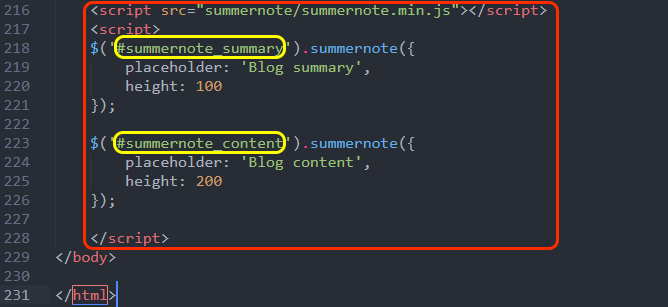 216 <script src="summernote/summernote.min.js"></script>
217 <script>
218 $('#summernote_summary').summernote({
219 placeholder: 'Blog summary',
220 height: 100
221 });
222
223 $('#summernote_content').summernote({
224 placeholder: 'Blog content',
225 height: 200
226 });
227
228 </script>
229 </body>
230
231 </html>